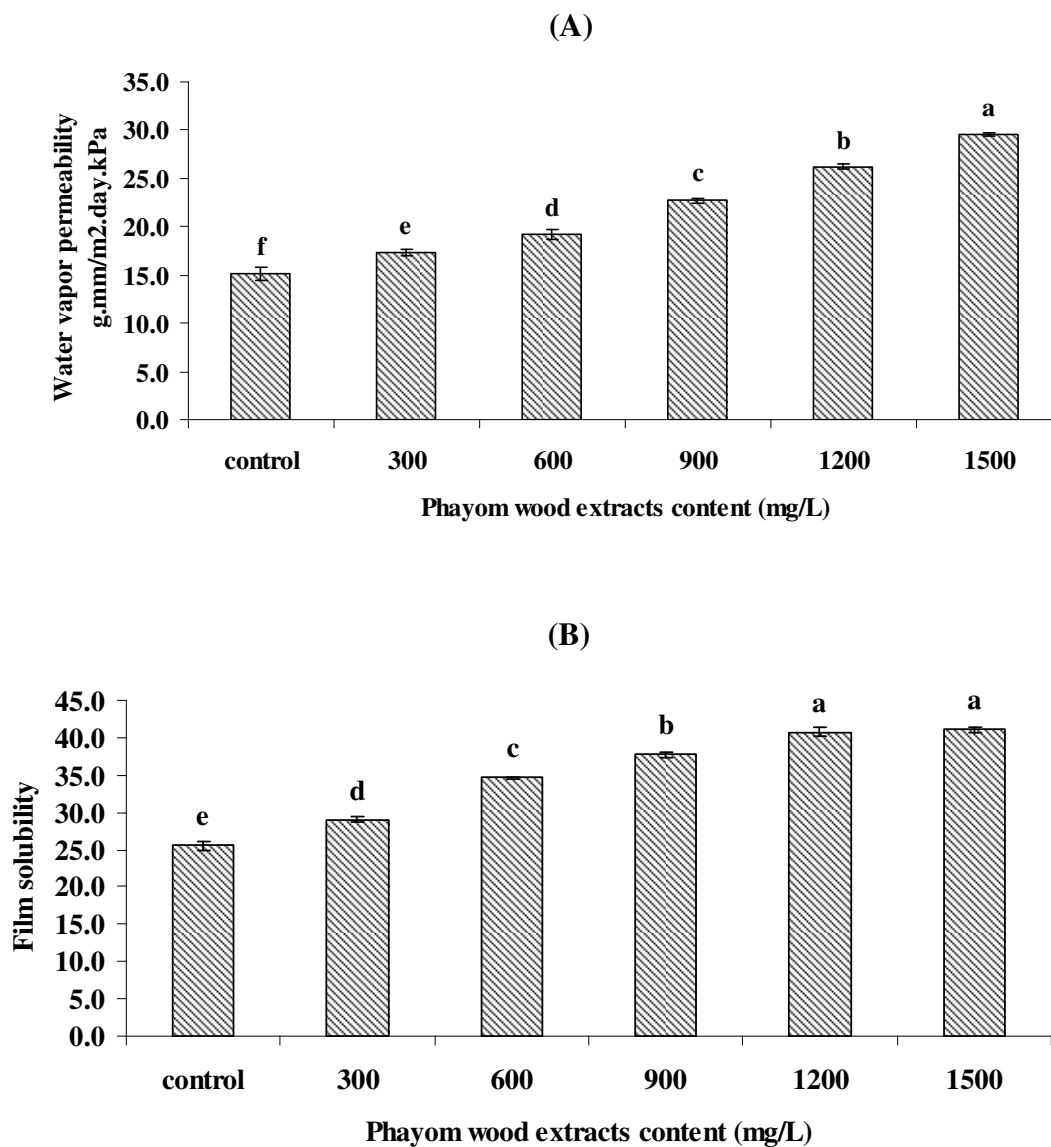 (A)
35.0
30.0
25.0
20.0
15.0
10.0
5.0
0.0
Water vapor permeability
g.mm/m2.day.kPa
f
e
d
c
b
a
control 300 600 900 1200 1500
Phayom wood extracts content (mg/L)
(B)
45.0
40.0
35.0
30.0
25.0
20.0
15.0
10.0
5.0
0.0
Film solubility
e
d
c
b
a
a
control 300 600 900 1200 1500
Phayom wood extracts content (mg/L)